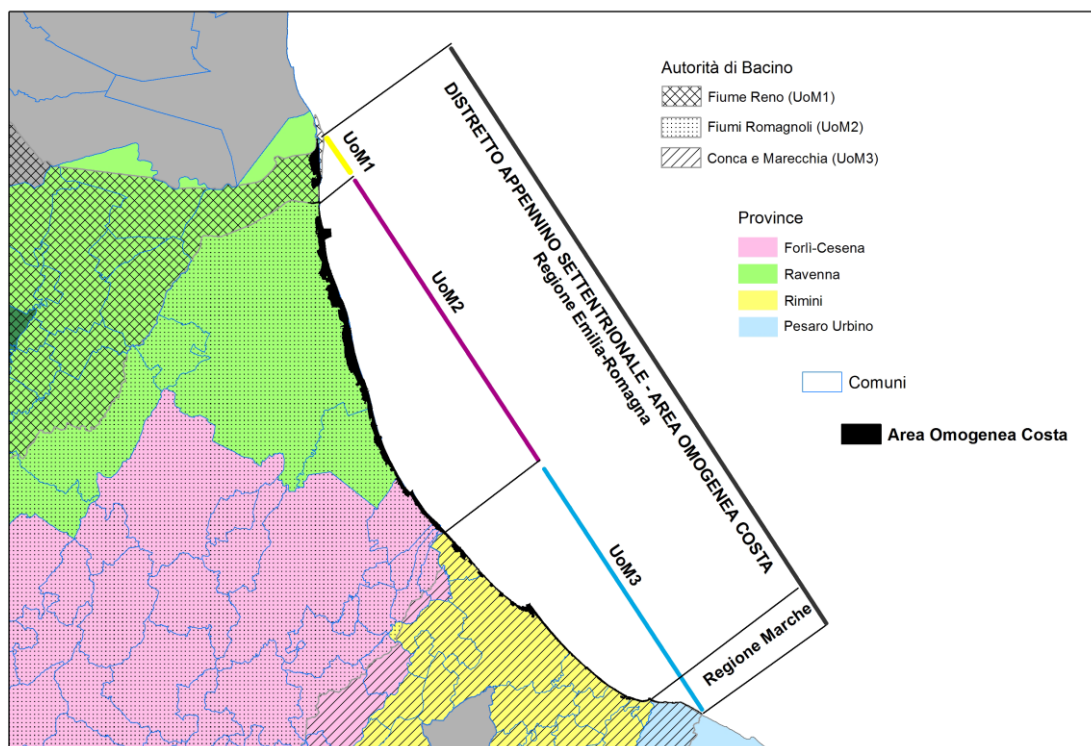 Autorità di Bacino
Fiume Reno (UoM1)
Fiumi Romagnoli (UoM2)
Conca e Marecchia (UoM3)
Province
Forlì-Cesena
Ravenna
Rimini
Pesaro Urbino
Comuni
Area Omogenea Costa
DISTRETTO APPENNINO SETTENTRIONALE - AREA OMOGENEA COSTA
Regione Emilia-Romagna
UoM1
UoM2
UoM3
Regione Marche